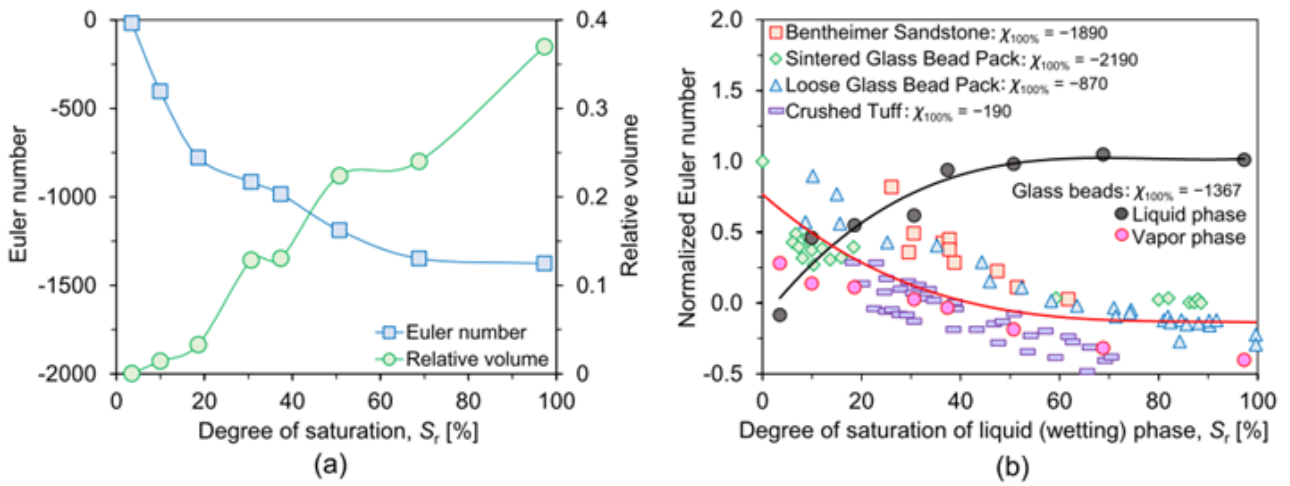 0
-500
-1000
-1500
-2000
Euler number
0.4
0.3
0.2
0.1
0
Relative volume
Euler number
Relative volume
0 20 40 60 80 100
Degree of saturation, Sr [%]
(a)
2.0
1.5
1.0
0.5
0.0
-0.5
Normalized Euler number
Bentheimer Sandstone: χ100% = −1890
Sintered Glass Bead Pack: χ100% = −2190
Loose Glass Bead Pack: χ100% = −870
Crushed Tuff: χ100% = −190
Glass beads: χ100% = −1367
Liquid phase
Vapor phase
0 20 40 60 80 100
Degree of saturation of liquid (wetting) phase, Sr [%]
(b)